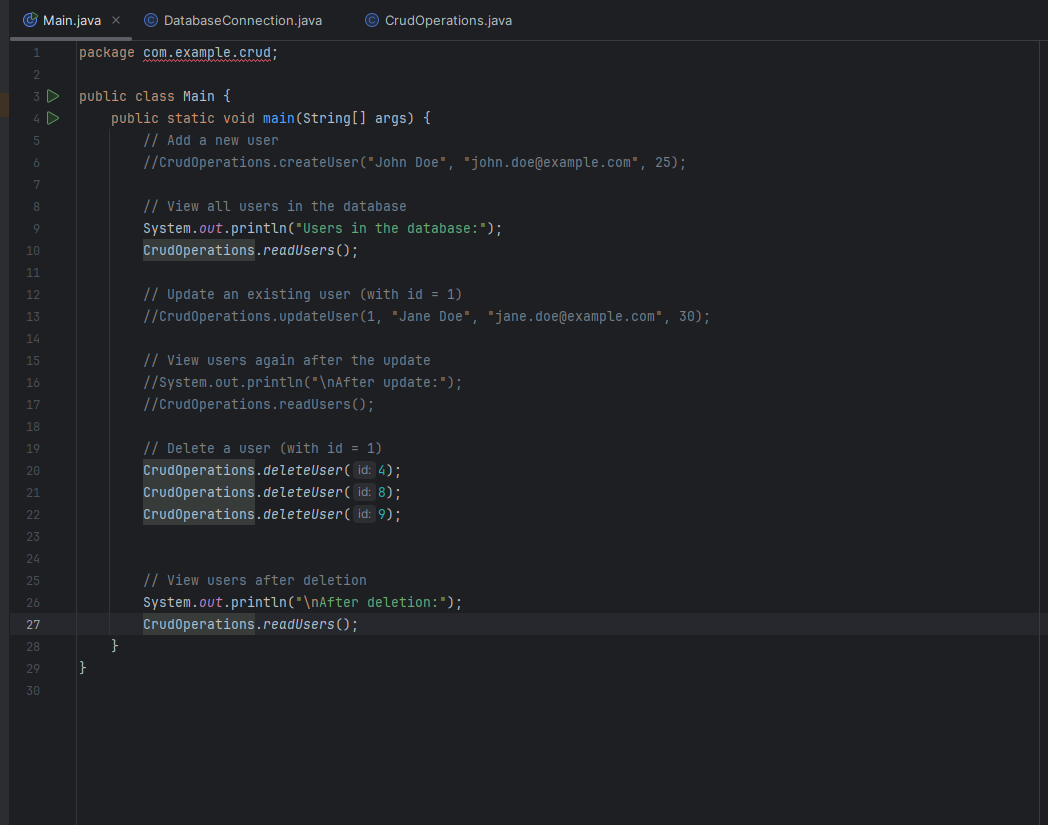 Main.java × DatabaseConnection.java CrudOperations.java
1 package com.example.crud;
2
3 public class Main {
4 public static void main(String[] args) {
5 // Add a new user
6 //CrudOperations.createUser("John Doe", "john.doe@example.com", 25);
7
8 // View all users in the database
9 System.out.println("Users in the database:");
10 CrudOperations.readUsers();
11
12 // Update an existing user (with id = 1)
13 //CrudOperations.updateUser(1, "Jane Doe", "jane.doe@example.com", 30);
14
15 // View users again after the update
16 //System.out.println("\nAfter update:");
17 //CrudOperations.readUsers();
18
19 // Delete a user (with id = 1)
20 CrudOperations.deleteUser( id: 4);
21 CrudOperations.deleteUser( id: 8);
22 CrudOperations.deleteUser( id: 9);
23
24
25 // View users after deletion
26 System.out.println("\nAfter deletion:");
27 CrudOperations.readUsers();
28 }
29 }
30